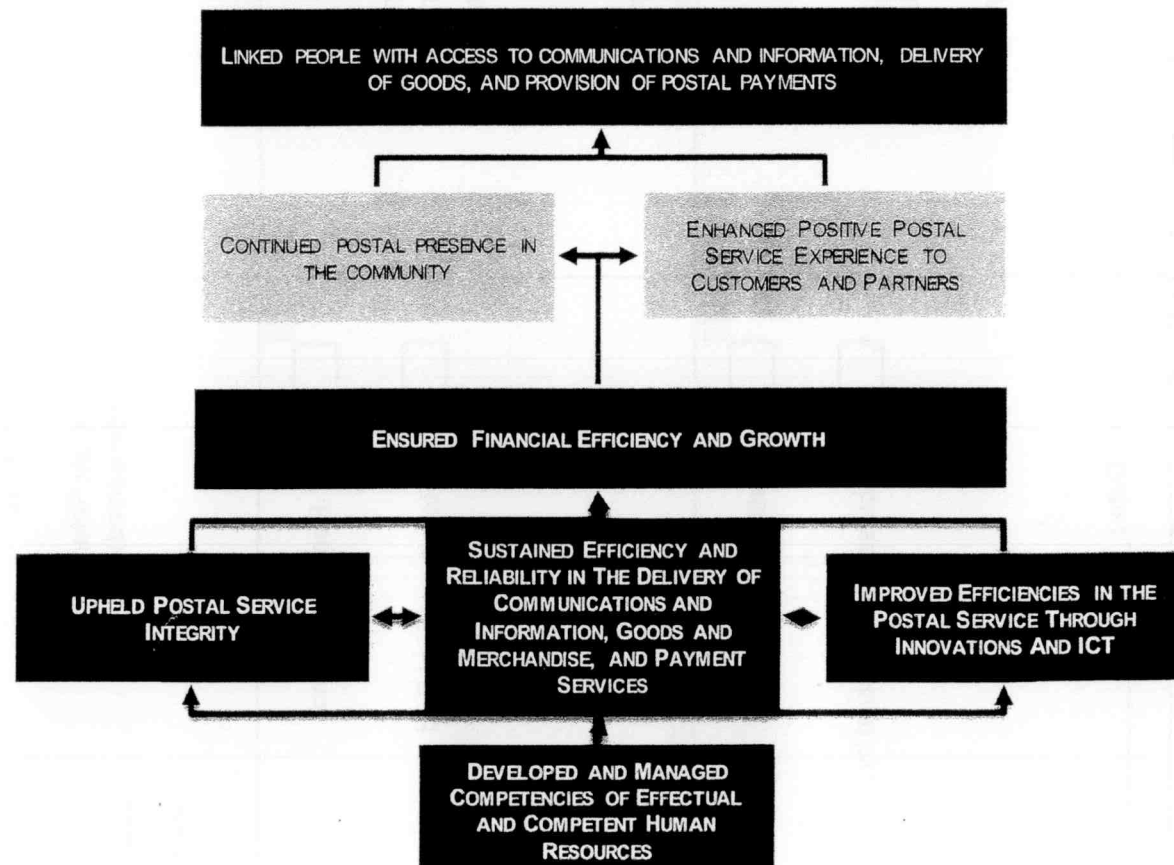 LINKED PEOPLE WITH ACCESS TO COMMUNICATIONS AND INFORMATION, DELIVERY
OF GOODS, AND PROVISION OF POSTAL PAYMENTS
CONTINUED POSTAL PRESENCE IN
THE COMMUNITY
ENHANCED POSITIVE POSTAL
SERVICE EXPERIENCE TO
CUSTOMERS AND PARTNERS
ENSURED FINANCIAL EFFICIENCY AND GROWTH
UPHELD POSTAL SERVICE
INTEGRITY
SUSTAINED EFFICIENCY AND
RELIABILITY IN THE DELIVERY OF
COMMUNICATIONS AND
INFORMATION, GOODS AND
MERCHANDISE, AND PAYMENT
SERVICES
IMPROVED EFFICIENCIES IN THE
POSTAL SERVICE THROUGH
INNOVATIONS AND ICT
DEVELOPED AND MANAGED
COMPETENCIES OF EFFECTUAL
AND COMPETENT HUMAN
RESOURCES